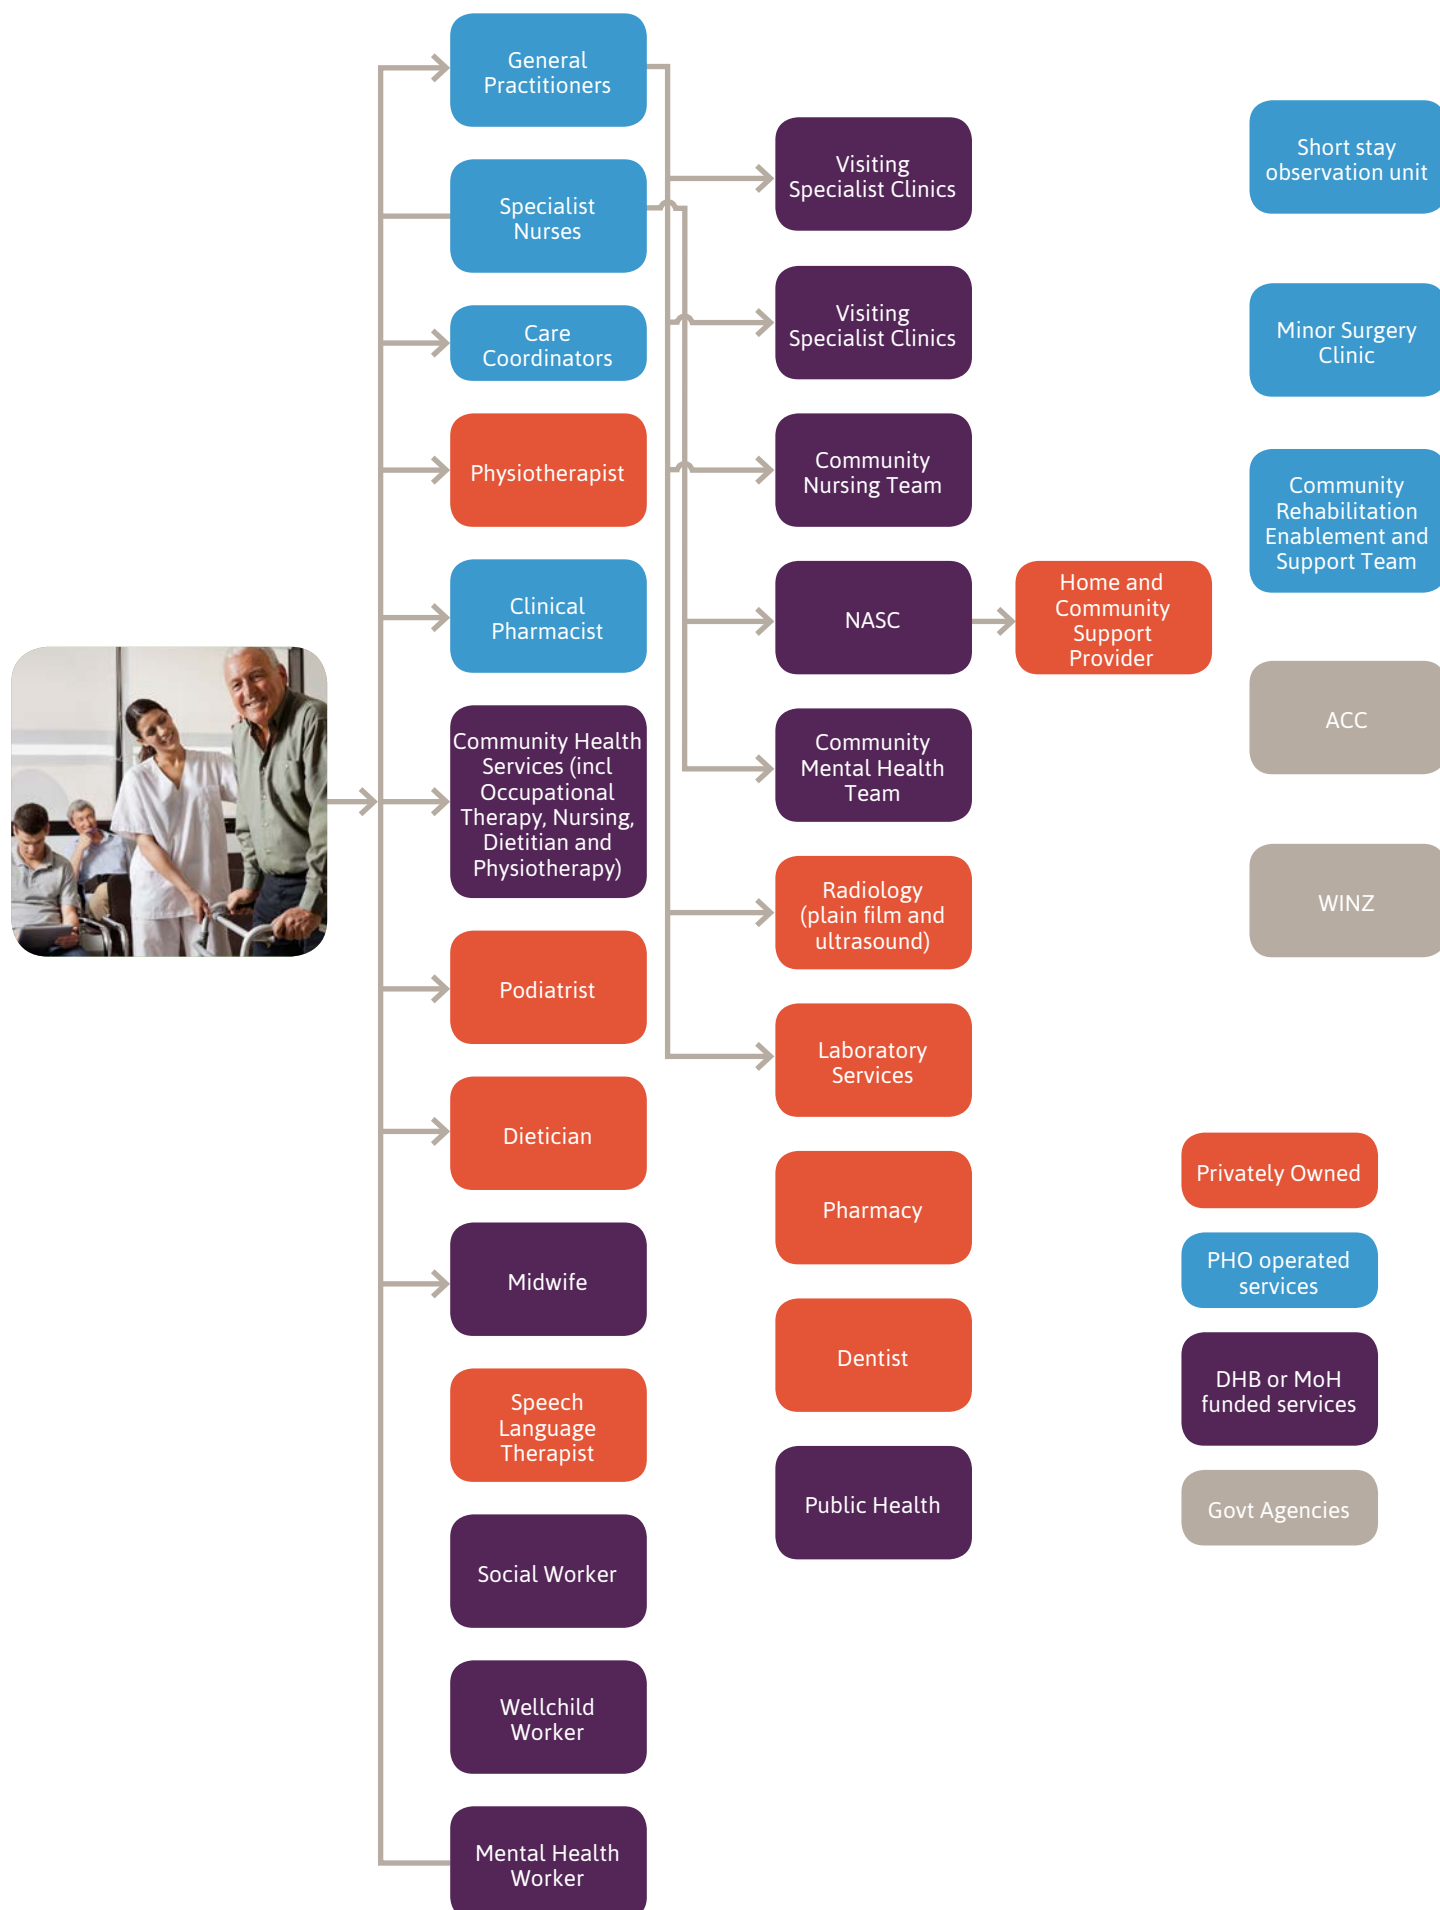 General
Practitioners
Specialist
Nurses
Care
Coordinators
Physiotherapist
Clinical
Pharmacist
Community Health
Services (incl
Occupational
Therapy, Nursing,
Dietitian and
Physiotherapy)
Podiatrist
Dietician
Midwife
Speech
Language
Therapist
Social Worker
Wellchild
Worker
Mental Health
Worker
Visiting
Specialist Clinics
Visiting
Specialist Clinics
Community
Nursing Team
NASC
Community
Mental Health
Team
Radiology
(plain film and
ultrasound)
Laboratory
Services
Pharmacy
Dentist
Public Health
Home and
Community
Support
Provider
Short stay
observation unit
Minor Surgery
Clinic
Community
Rehabilitation
Enablement and
Support Team
ACC
WINZ
Privately Owned
PHO operated
services
DHB or MoH
funded services
Govt Agencies